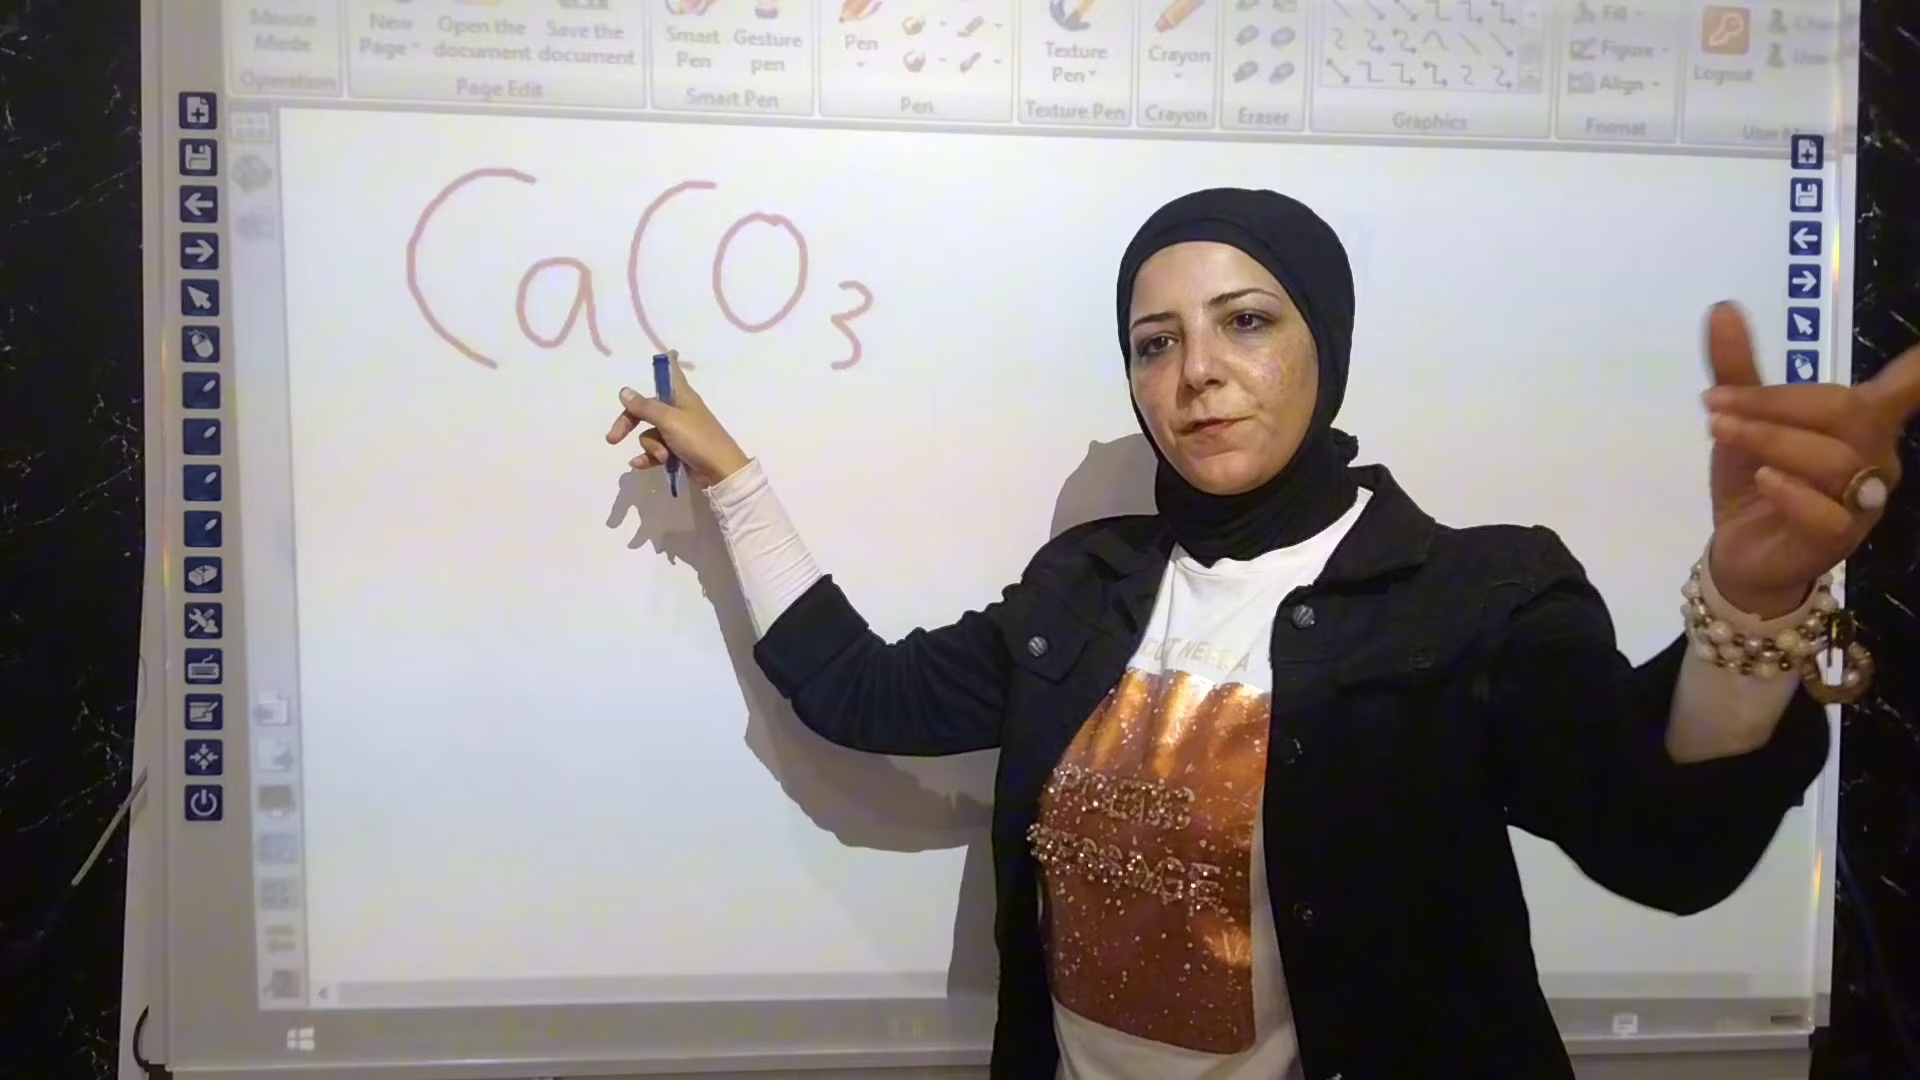 Mouse New Open the Save the Smart Gesture Pen Texture Crayon Fill
Mode Page document document Pen pen Pen Figure Logout
Operation Page Edit Smart Pen Pen Texture Pen Crayon Eraser Graphics Align
Format
CaCO₃